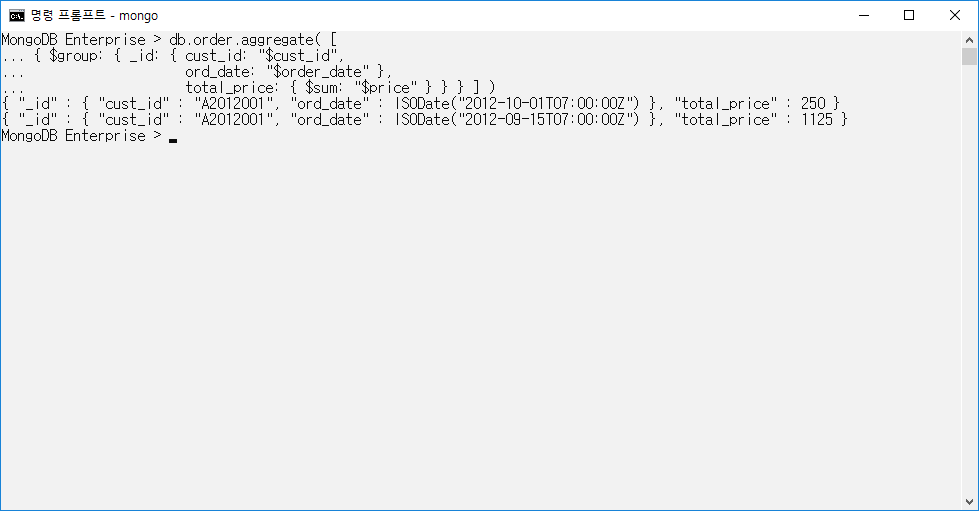 명령 프롬프트 - mongo
MongoDB Enterprise > db.order.aggregate( [
... { $group: { _id: { cust_id: "$cust_id",
...                    ord_date: "$order_date" },
...                    total_price: { $sum: "$price" } } } ] )
{ "_id" : { "cust_id" : "A2012001", "ord_date" : ISODate("2012-10-01T07:00:00Z") }, "total_price" : 250 }
{ "_id" : { "cust_id" : "A2012001", "ord_date" : ISODate("2012-09-15T07:00:00Z") }, "total_price" : 1125 }
MongoDB Enterprise >